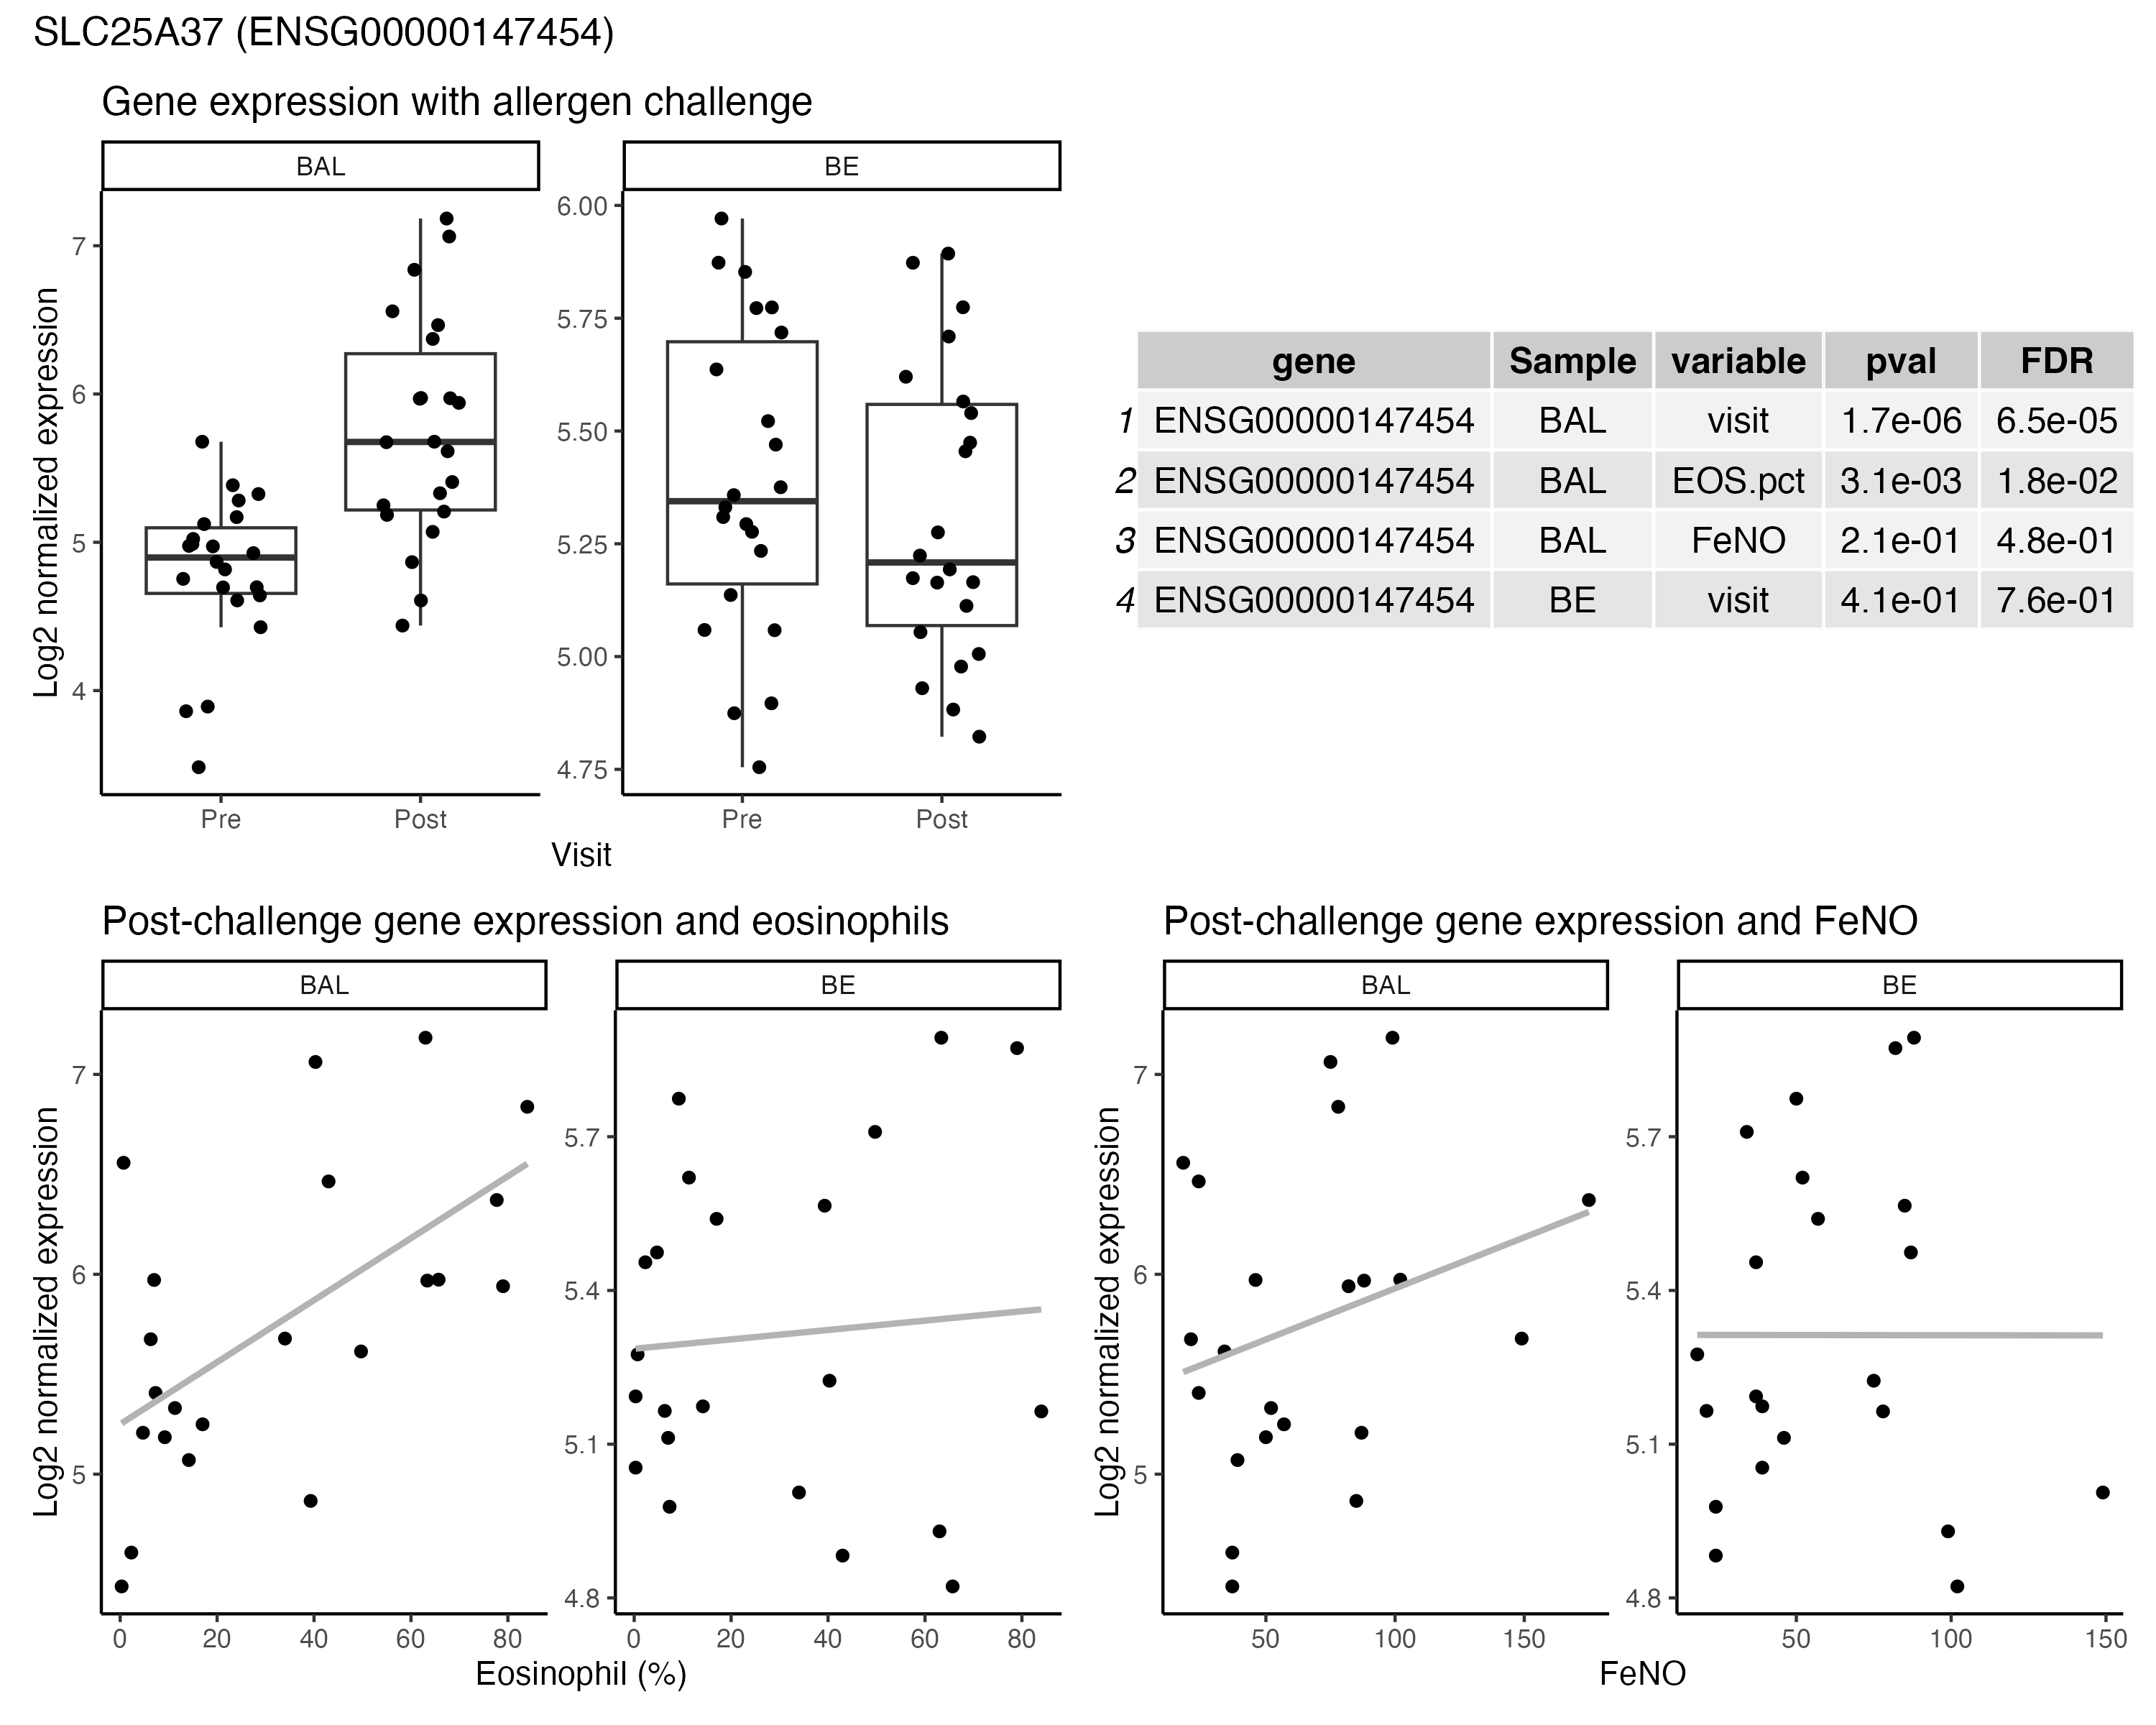 SLC25A37 (ENSG00000147454)
Gene expression with allergen challenge
BAL
BE
Log2 normalized expression
7
6
5
4
6.00
5.75
5.50
5.25
5.00
4.75
Pre
Post
Pre
Post
Visit
gene Sample variable pval FDR
1 ENSG00000147454 BAL visit 1.7e-06 6.5e-05
2 ENSG00000147454 BAL EOS.pct 3.1e-03 1.8e-02
3 ENSG00000147454 BAL FeNO 2.1e-01 4.8e-01
4 ENSG00000147454 BE visit 4.1e-01 7.6e-01
Post-challenge gene expression and eosinophils
BAL
BE
Log2 normalized expression
7
6
5
5.7
5.4
5.1
4.8
0 20 40 60 80
0 20 40 60 80
Eosinophil (%)
Post-challenge gene expression and FeNO
BAL
BE
Log2 normalized expression
7
6
5
5.7
5.4
5.1
4.8
50 100 150
50 100 150
FeNO